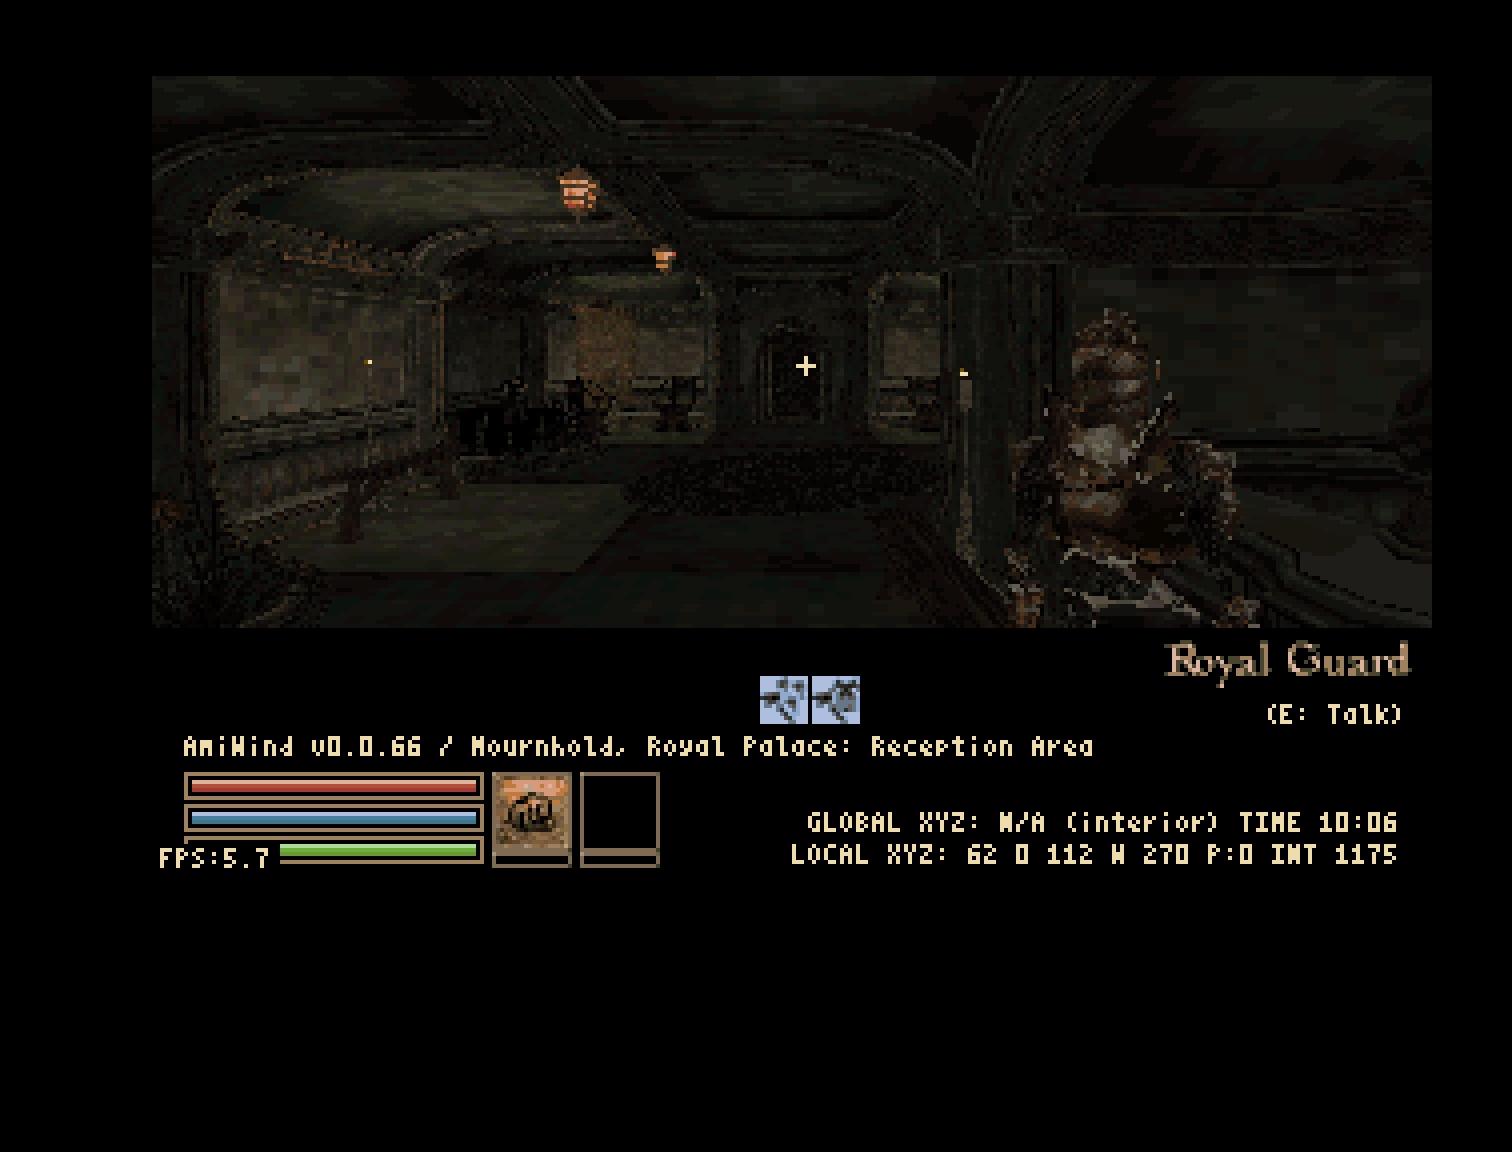 Royal Guard
(E: Talk)
AmiWind v0.0.66 / Mournhold, Royal Palace: Reception Area
GLOBAL XYZ: N/A (interior) TIME 10:06
FPS:5.7
LOCAL XYZ: 62 0 112 W 270 P:0 INT 1175